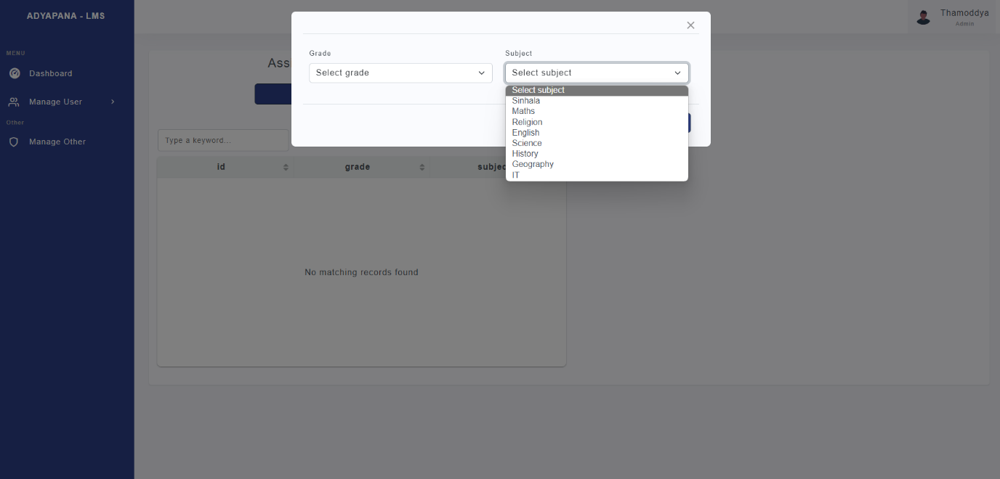 ADYAPANA - LMS
Thamoddya
Admin
MENU
Dashboard
Manage User
Other
Manage Other
Ass
Grade
Subject
Select grade
Select subject
Select subject
Sinhala
Maths
Religion
English
Science
History
Geography
IT
Type a keyword...
id
grade
subjec
No matching records found